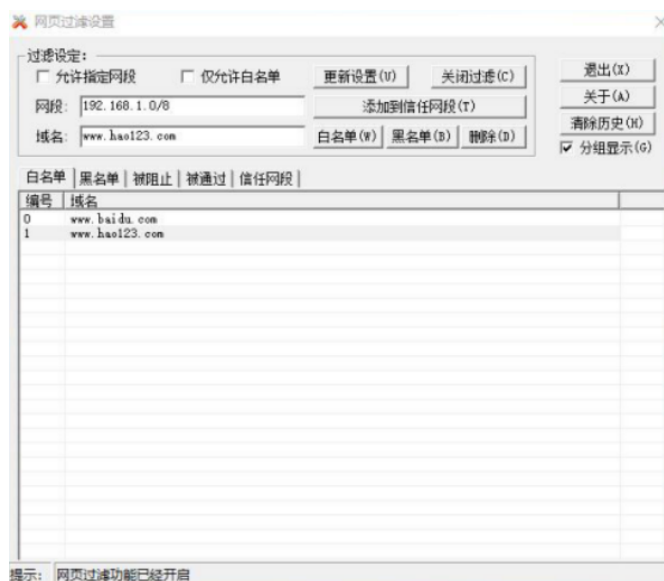 网页过滤设置
过滤设定:
允许指定网段 仅允许白名单 更新设置(U) 关闭过滤(C) 退出(X)
网段: 192.168.1.0/8 添加到信任网段(T) 关于(A)
域名: www.hao123.com 白名单(W) 黑名单(B) 删除(D) 清除历史(H)
分组显示(G)
白名单 黑名单 被阻止 被通过 信任网段
编号 域名
0 www.baidu.com
1 www.hao123.com
提示: 网页过滤功能已经开启